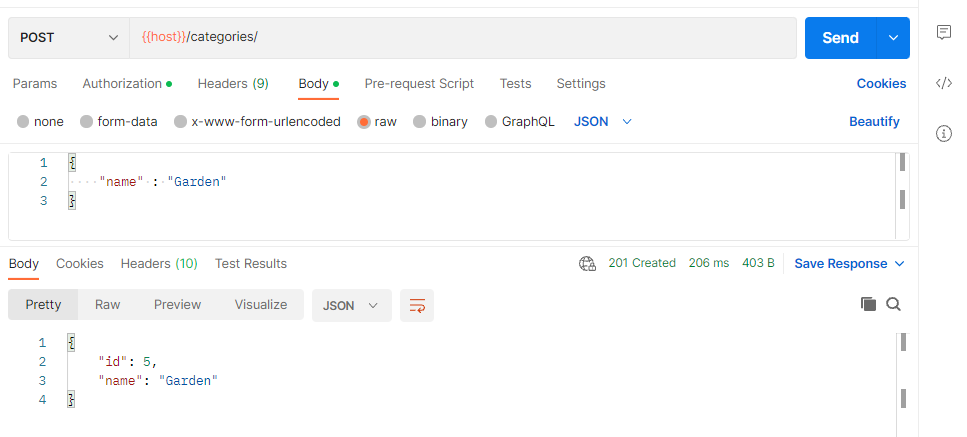 POST {{host}}/categories/ Send
Params Authorization Headers (9) Body Pre-request Script Tests Settings Cookies
none form-data x-www-form-urlencoded raw binary GraphQL JSON Beautify
1 {
2 "name" : "Garden"
3 }
Body Cookies Headers (10) Test Results 201 Created 206 ms 403 B Save Response
Pretty Raw Preview Visualize JSON
1 {
2 "id": 5,
3 "name": "Garden"
4 }